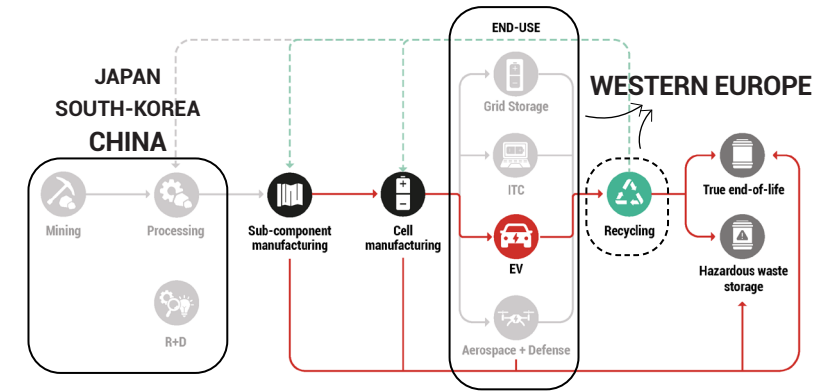 END-USE
JAPAN
SOUTH-KOREA
CHINA
WESTERN EUROPE
Grid Storage
ITC
Mining
Processing
Sub-component
manufacturing
Cell
manufacturing
EV
Recycling
True end-of-life
Hazardous waste
storage
R+D
Aerospace + Defense